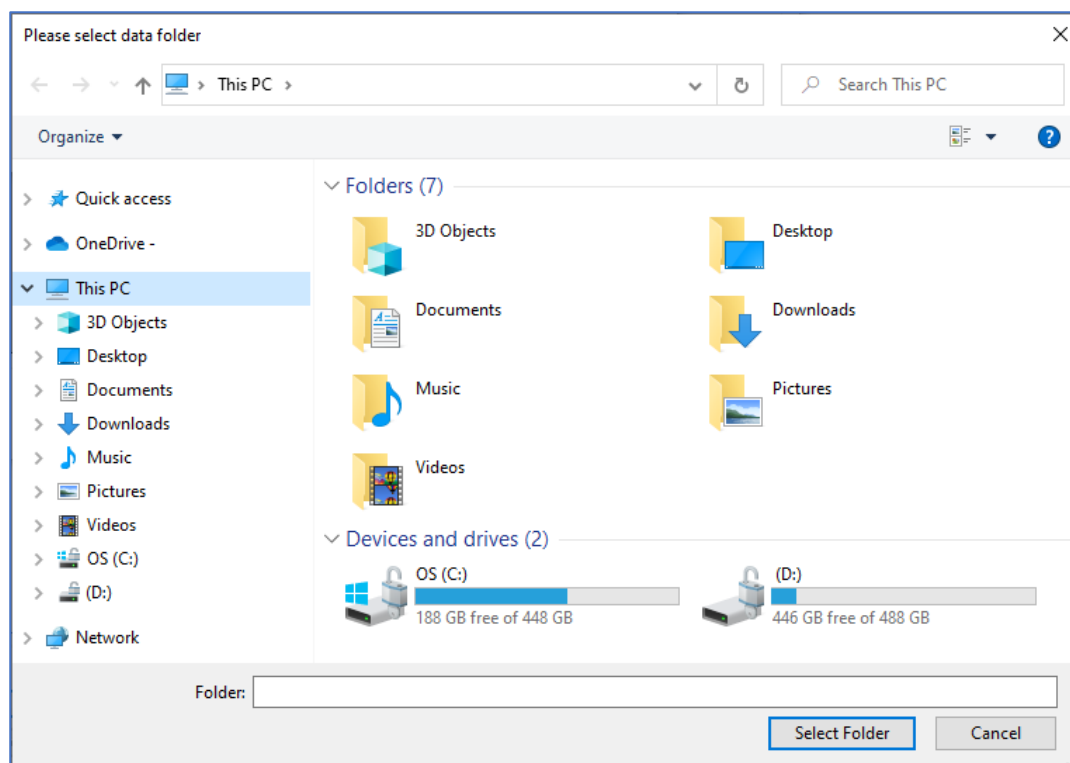 Please select data folder
This PC
Search This PC
Organize
Quick access
OneDrive -
This PC
3D Objects
Desktop
Documents
Downloads
Music
Pictures
Videos
OS (C:)
(D:)
Network
Folders (7)
3D Objects
Desktop
Documents
Downloads
Music
Pictures
Videos
Devices and drives (2)
OS (C:)
188 GB free of 448 GB
(D:)
446 GB free of 488 GB
Folder:
Select Folder
Cancel